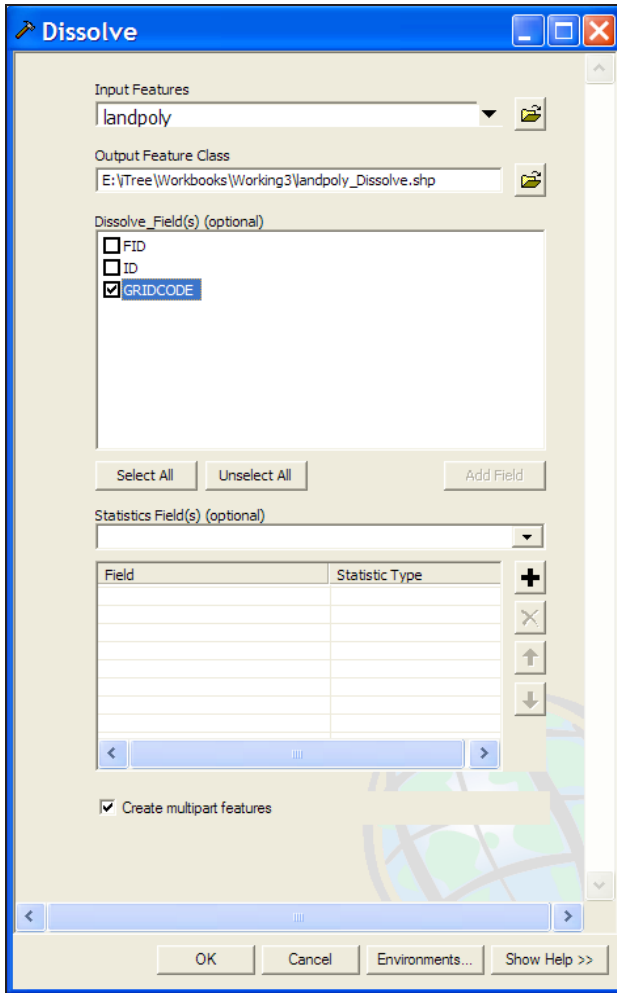 Dissolve
Input Features
landpoly
Output Feature Class
E:\iTree\Workbooks\Working3\landpoly_Dissolve.shp
Dissolve_Field(s) (optional)
FID
ID
GRIDCODE
Select All Unselect All Add Field
Statistics Field(s) (optional)
Field Statistic Type
Create multipart features
OK Cancel Environments... Show Help >>